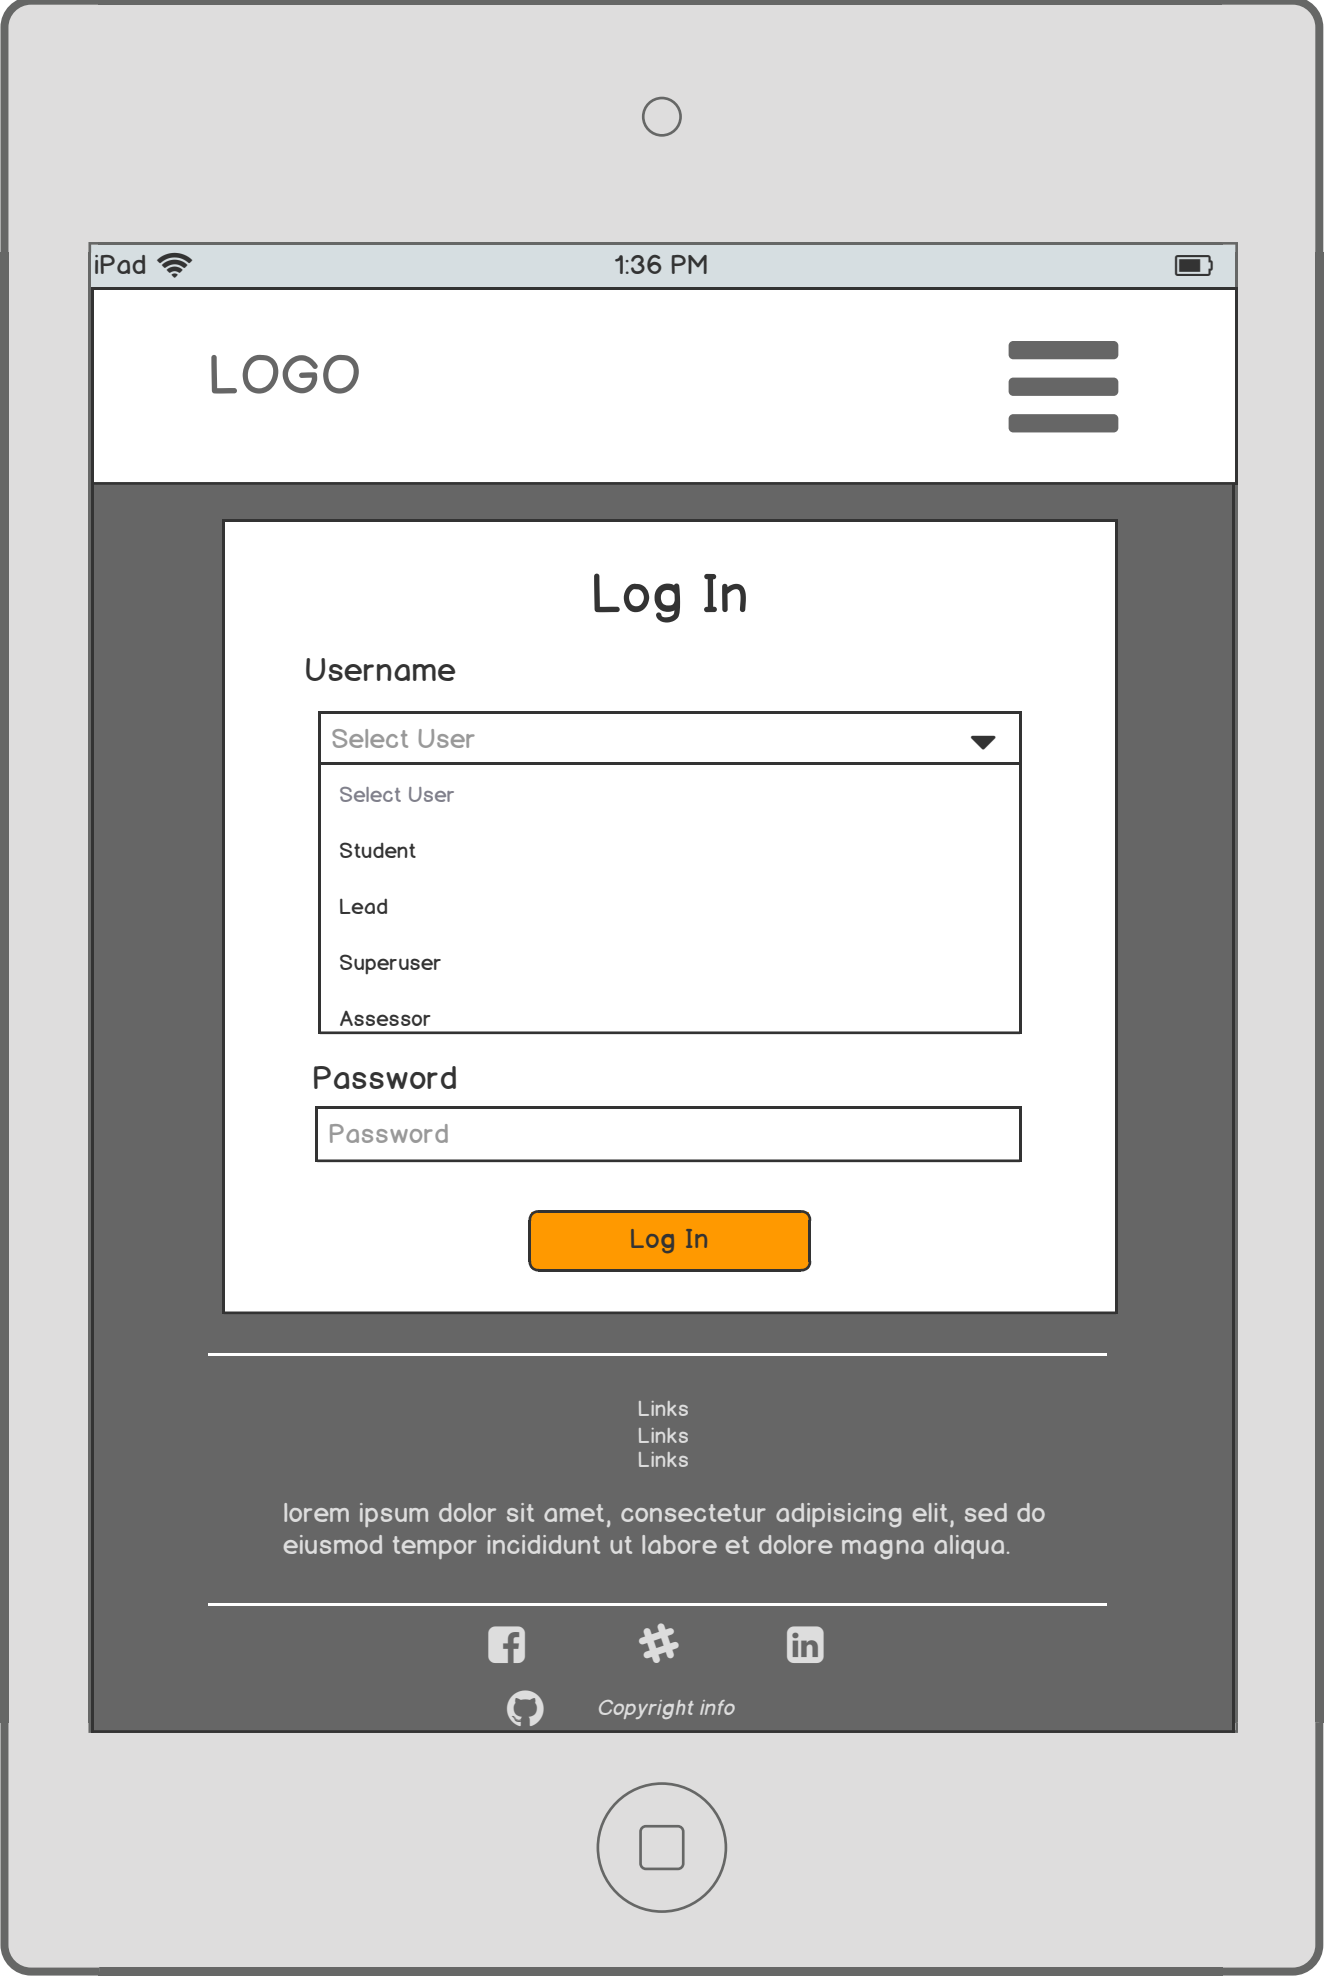 iPad 1:36 PM
LOGO
Log In
Username
Select User
Select User
Student
Lead
Superuser
Assessor
Password
Password
Log In
Links
Links
Links
lorem ipsum dolor sit amet, consectetur adipisicing elit, sed do
eiusmod tempor incididunt ut labore et dolore magna aliqua.
Copyright info